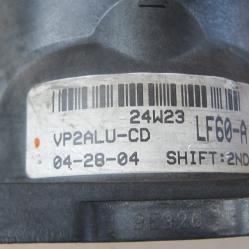 24W23
VP2ALU-CD LF60-A
04-28-04 SHIFT:2ND